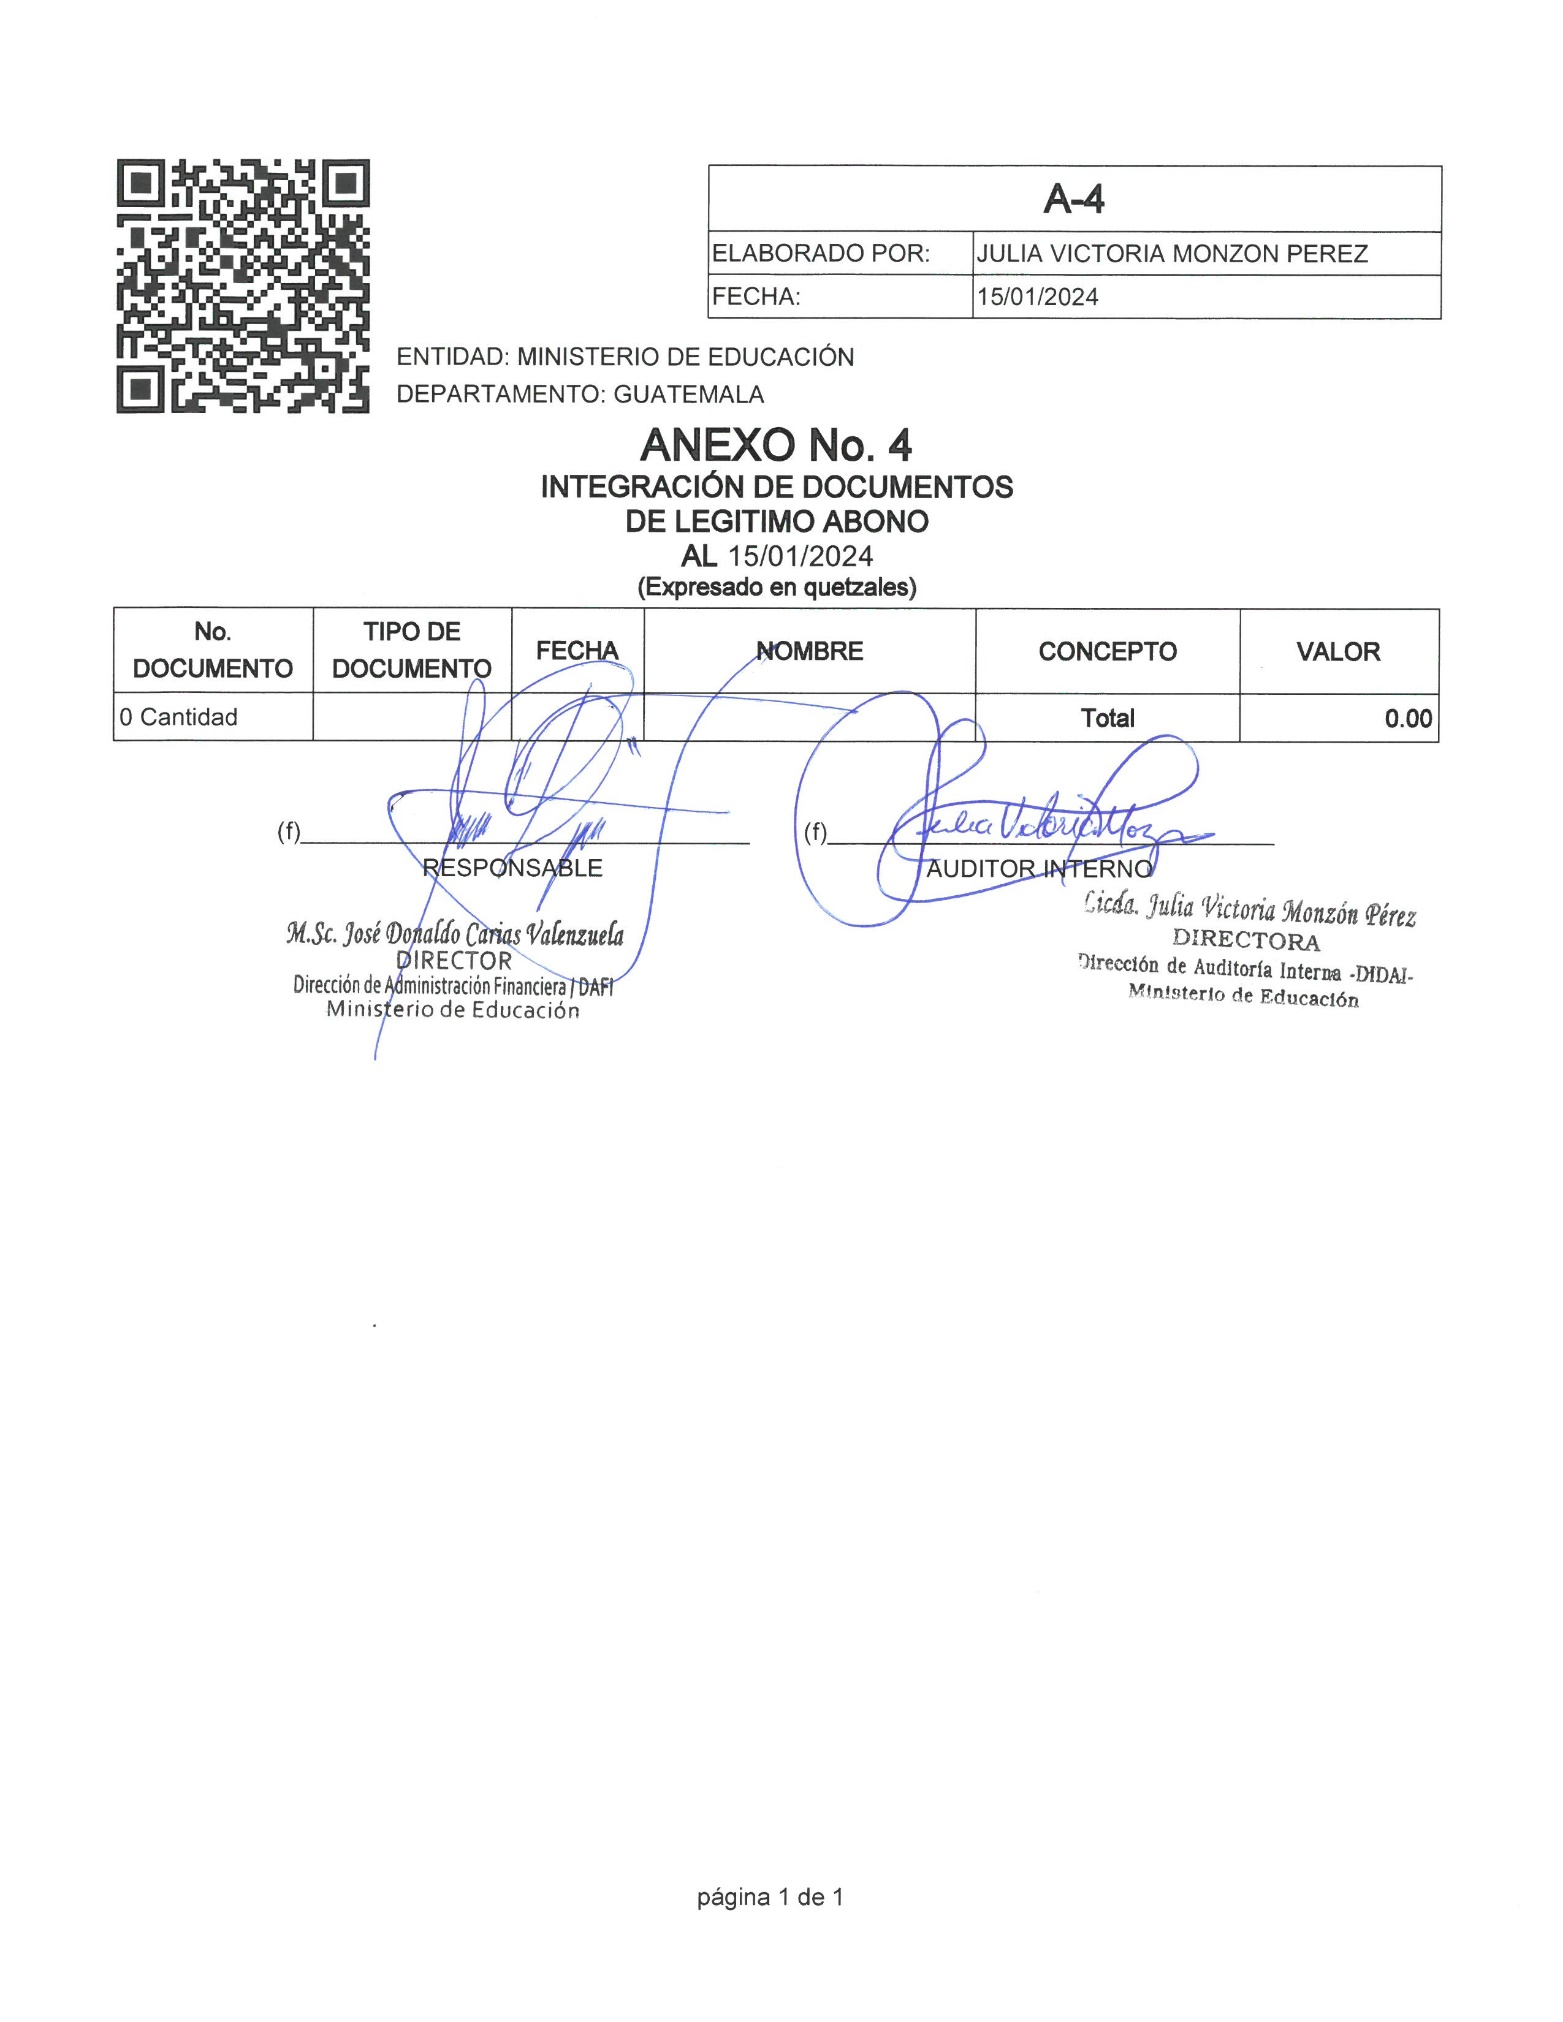 A-4
ELABORADO POR: JULIA VICTORIA MONZON PEREZ
FECHA: 15/01/2024
ENTIDAD: MINISTERIO DE EDUCACIÓN
DEPARTAMENTO: GUATEMALA
ANEXO No. 4
INTEGRACIÓN DE DOCUMENTOS
DE LEGITIMO ABONO
AL 15/01/2024
(Expresado en quetzales)
No. DOCUMENTO TIPO DE DOCUMENTO FECHA NOMBRE CONCEPTO VALOR
0 Cantidad Total 0.00
(f) (f) Julia Victoria Monzo
RESPONSABLE AUDITOR INTERNO
M.Sc. José Donaldo Carias Valenzuela
DIRECTOR
Dirección de Administración Financiera / DAFI
Ministerio de Educación
Licda. Julia Victoria Monzón Pérez
DIRECTORA
Dirección de Auditoría Interna -DIDAI-
Ministerio de Educación
página 1 de 1